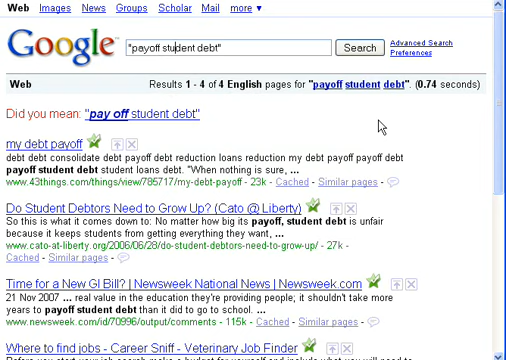 Web Images News Groups Scholar Mail more ▼
Google™ "payoff student debt" Search Advanced Search
Preferences
Web Results 1 - 4 of 4 English pages for "payoff student debt". (0.74 seconds)
Did you mean: "pay off student debt"
my debt payoff
debt debt consolidate debt payoff debt reduction loans reduction my debt payoff payoff debt
payoff student debt student loans debt. "When nothing is sure, ...
www.43things.com/things/view/785717/my-debt-payoff - 23k - Cached - Similar pages -
Do Student Debtors Need to Grow Up? (Cato @ Liberty)
So this is what it comes down to: No matter how big its payoff, student debt is unfair
because it keeps students from getting everything they want, ...
www.cato-at-liberty.org/2006/06/28/do-student-debtors-need-to-grow-up/ - 27k -
Cached - Similar pages -
Time for a New GI Bill? | Newsweek National News | Newsweek.com
21 Nov 2007 ... real value in the education they're providing people; it shouldn't take more
years to payoff student debt than it did to go to school. ...
www.newsweek.com/id/70996/output/comments - 115k - Cached - Similar pages -
Where to find jobs - Career Sniff - Veterinary Job Finder